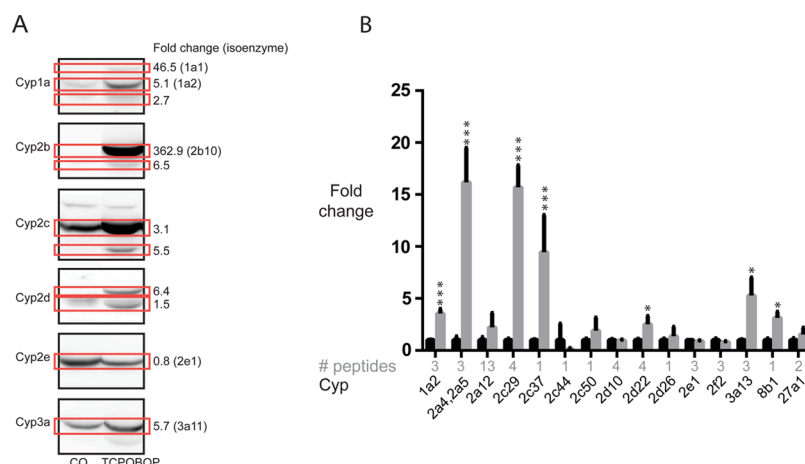 A
Fold change (isoenzyme)
Cyp1a
46.5 (1a1)
5.1 (1a2)
2.7
Cyp2b
362.9 (2b10)
6.5
Cyp2c
3.1
5.5
Cyp2d
6.4
1.5
Cyp2e
0.8 (2e1)
Cyp3a
5.7 (3a11)
CO TCPOBOP
B
Fold
change
25
20
15
10
5
0
***
***
***
***
*
*
*
# peptides 3 3 13 4 1 1 1 4 4 1 3 3 3 1 2
Cyp 1a2 2a4,2a5 2a12 2c29 2c37 2c44 2c50 2d10 2d22 2d26 2e1 2f2 3a13 8b1 27a1